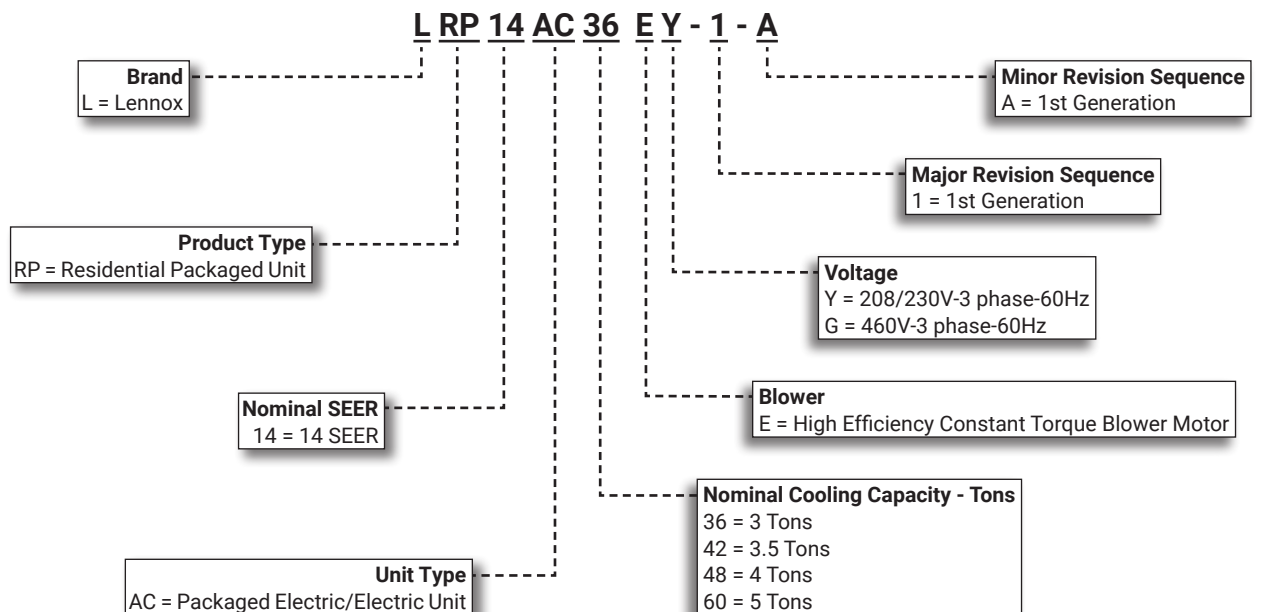 L RP 14 AC 36 E Y - 1 - A
Brand
L = Lennox
Minor Revision Sequence
A = 1st Generation
Major Revision Sequence
1 = 1st Generation
Product Type
RP = Residential Packaged Unit
Voltage
Y = 208/230V-3 phase-60Hz
G = 460V-3 phase-60Hz
Nominal SEER
14 = 14 SEER
Blower
E = High Efficiency Constant Torque Blower Motor
Nominal Cooling Capacity - Tons
36 = 3 Tons
42 = 3.5 Tons
48 = 4 Tons
60 = 5 Tons
Unit Type
AC = Packaged Electric/Electric Unit